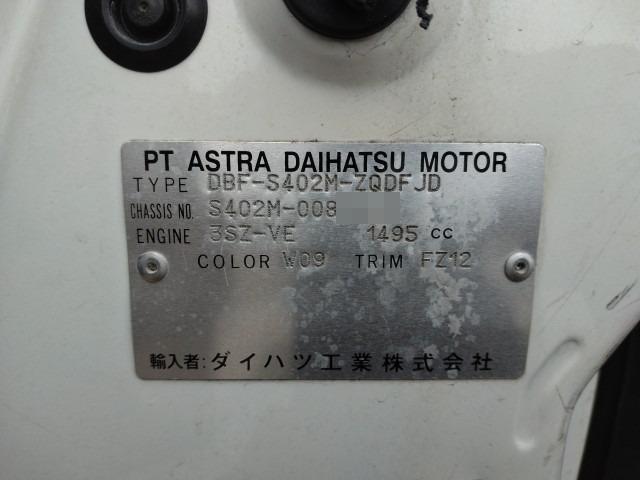 PT ASTRA DAIHATSU MOTOR
TYPE DBF-S402M-ZQDFJD
CHASSIS NO. S402M-008
ENGINE 3SZ-VE 1495 cc
COLOR W09 TRIM FZ12
輸入者:ダイハツ工業株式会社